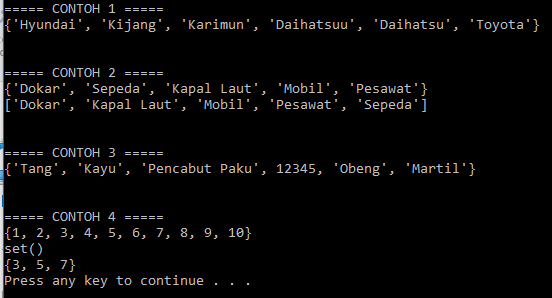 ===== CONTOH 1 =====
{'Hyundai', 'Kijang', 'Karimun', 'Daihatsuu', 'Daihatsu', 'Toyota'}
===== CONTOH 2 =====
{'Dokar', 'Sepeda', 'Kapal Laut', 'Mobil', 'Pesawat'}
['Dokar', 'Kapal Laut', 'Mobil', 'Pesawat', 'Sepeda']
===== CONTOH 3 =====
{'Tang', 'Kayu', 'Pencabut Paku', 12345, 'Obeng', 'Martil'}
===== CONTOH 4 =====
{1, 2, 3, 4, 5, 6, 7, 8, 9, 10}
set()
{3, 5, 7}
Press any key to continue . . .